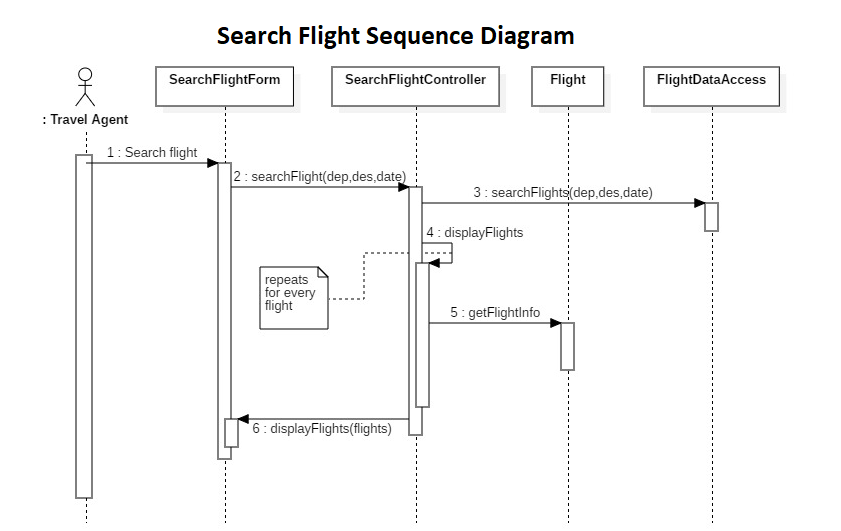 Search Flight Sequence Diagram
SearchFlightForm
SearchFlightController
Flight
FlightDataAccess
: Travel Agent
1 : Search flight
2 : searchFlight(dep,des,date)
3 : searchFlights(dep,des,date)
4 : displayFlights
repeats
for every
flight
5 : getFlightInfo
6 : displayFlights(flights)